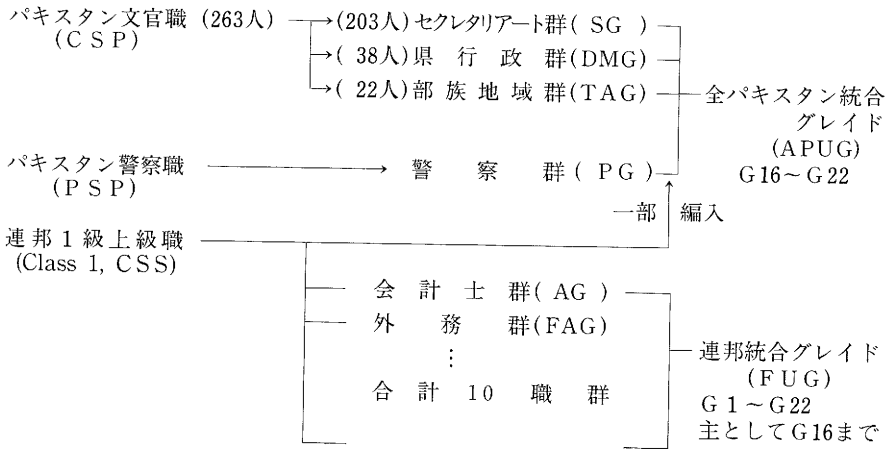 パキスタン文官職 (263人)
(CSP)
(203人)セクレタリアート群(SG)
(38人)県行政群(DMG)
(22人)部族地域群(TAG)
全パキスタン統合
グレイド
(APUG)
G16～G22
パキスタン警察職
(PSP)
警察群(PG)
一部編入
連邦1級上級職
(Class 1, CSS)
会計士群(AG)
外務群(FAG)
⋮
合計10職群
連邦統合グレイド
(FUG)
G1～G22
主としてG16まで